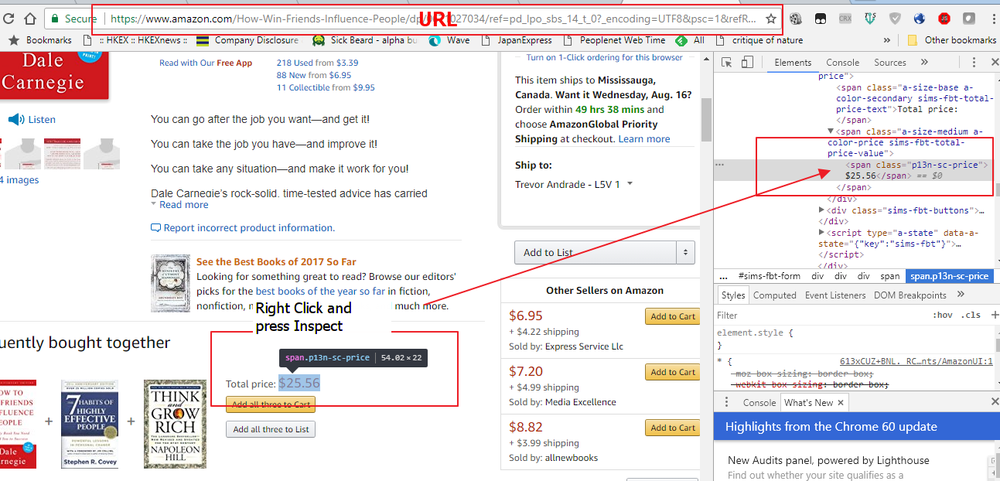 Secure https://www.amazon.com/How-Win-Friends-Influence-People/dp/ 1027034/ref=pd_lpo_sbs_14_t_0?_encoding=UTF8&psc=1&refR...
URL
Bookmarks :: HKEX :: HKEXnews :: Company Disclosure Sick Beard - alpha bu Wave JapanExpress Peoplenet Web Time All critique of nature » Other bookmarks
Dale
Carnegie
PRINT!
Listen
4 images
Read with Our Free App
218 Used from $3.39
88 New from $6.95
11 Collectible from $9.95
You can go after the job you want—and get it!
You can take the job you have—and improve it!
You can take any situation—and make it work for you!
Dale Carnegie's rock-solid, time-tested advice has carried
Read more
Report incorrect product information.
THE
MINISTRY
OF UTMOST
HAPPINESS
ARUNDHATI ROY
See the Best Books of 2017 So Far
Looking for something great to read? Browse our editors'
picks for the best books of the year so far in fiction,
nonfiction, much more.
Right Click and
press Inspect
uently bought together
span.p13n-sc-price 54.02 × 22
Total price: $25.56
Add all three to Cart
Add all three to List
OW TO
FRIENDS
FLUENCE
EOPLE
Dale
Carnegie
+
THE 7 HABITS OF
HIGHLY
EFFECTIVE
PEOPLE
Stephen R. Covey
+
THINK
and
GROW
RICH
NAPOLEON
HILL
Turn on 1-Click ordering for this browser
This item ships to Mississauga,
Canada. Want it Wednesday, Aug. 16?
Order within 49 hrs 38 mins and
choose AmazonGlobal Priority
Shipping at checkout. Learn more
Ship to:
Trevor Andrade - L5V 1
Add to List
Other Sellers on Amazon
$6.95 Add to Cart
+ $4.22 shipping
Sold by: Express Service Llc
$7.20 Add to Cart
+ $4.99 shipping
Sold by: Media Excellence
$8.82 Add to Cart
+ $3.99 shipping
Sold by: allnewbooks
Elements Console Sources »
price">
<span class="a-size-base a-
color-secondary sims-fbt-total-
price-text">Total price:
</span>
<span class="a-size-medium a-
color-price sims-fbt-total-
price-value">
... <span class="p13n-sc-price">
$25.56</span> == $0
</span>
</div>
<div class="sims-fbt-buttons">…
</div>
<script type="a-state" data-a-
state="{"key":"sims-fbt"}">…
</script>
</div>
... #sims-fbt-form div div div span span.p13n-sc-price
Styles Computed Event Listeners DOM Breakpoints »
Filter :hov .cls +
element.style {
}
* { 613xCUZ+BNL._RC…nts/AmazonUI:1
-moz-box-sizing: border-box;
-webkit-box-sizing: border-box;
Console What's New ×
Highlights from the Chrome 60 update
New Audits panel, powered by Lighthouse
Find out whether your site qualifies as a